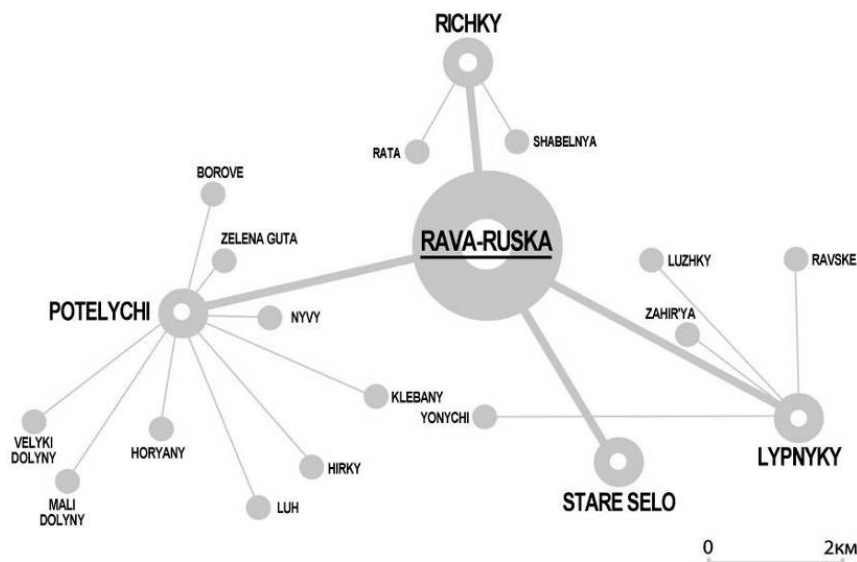 RICHKY
RATA
SHABELNYA
BOROVE
ZELENA GUTA
RAVA-RUSKA
LUZHKY
RAVSKE
POTELYCHI
NYVY
ZAHIR'YA
KLEBANY
YONYCHI
VELYKI
DOLYNY
HORYANY
HIRKY
LYPNYKY
MALI
DOLYNY
LUH
STARE SELO
0 2км